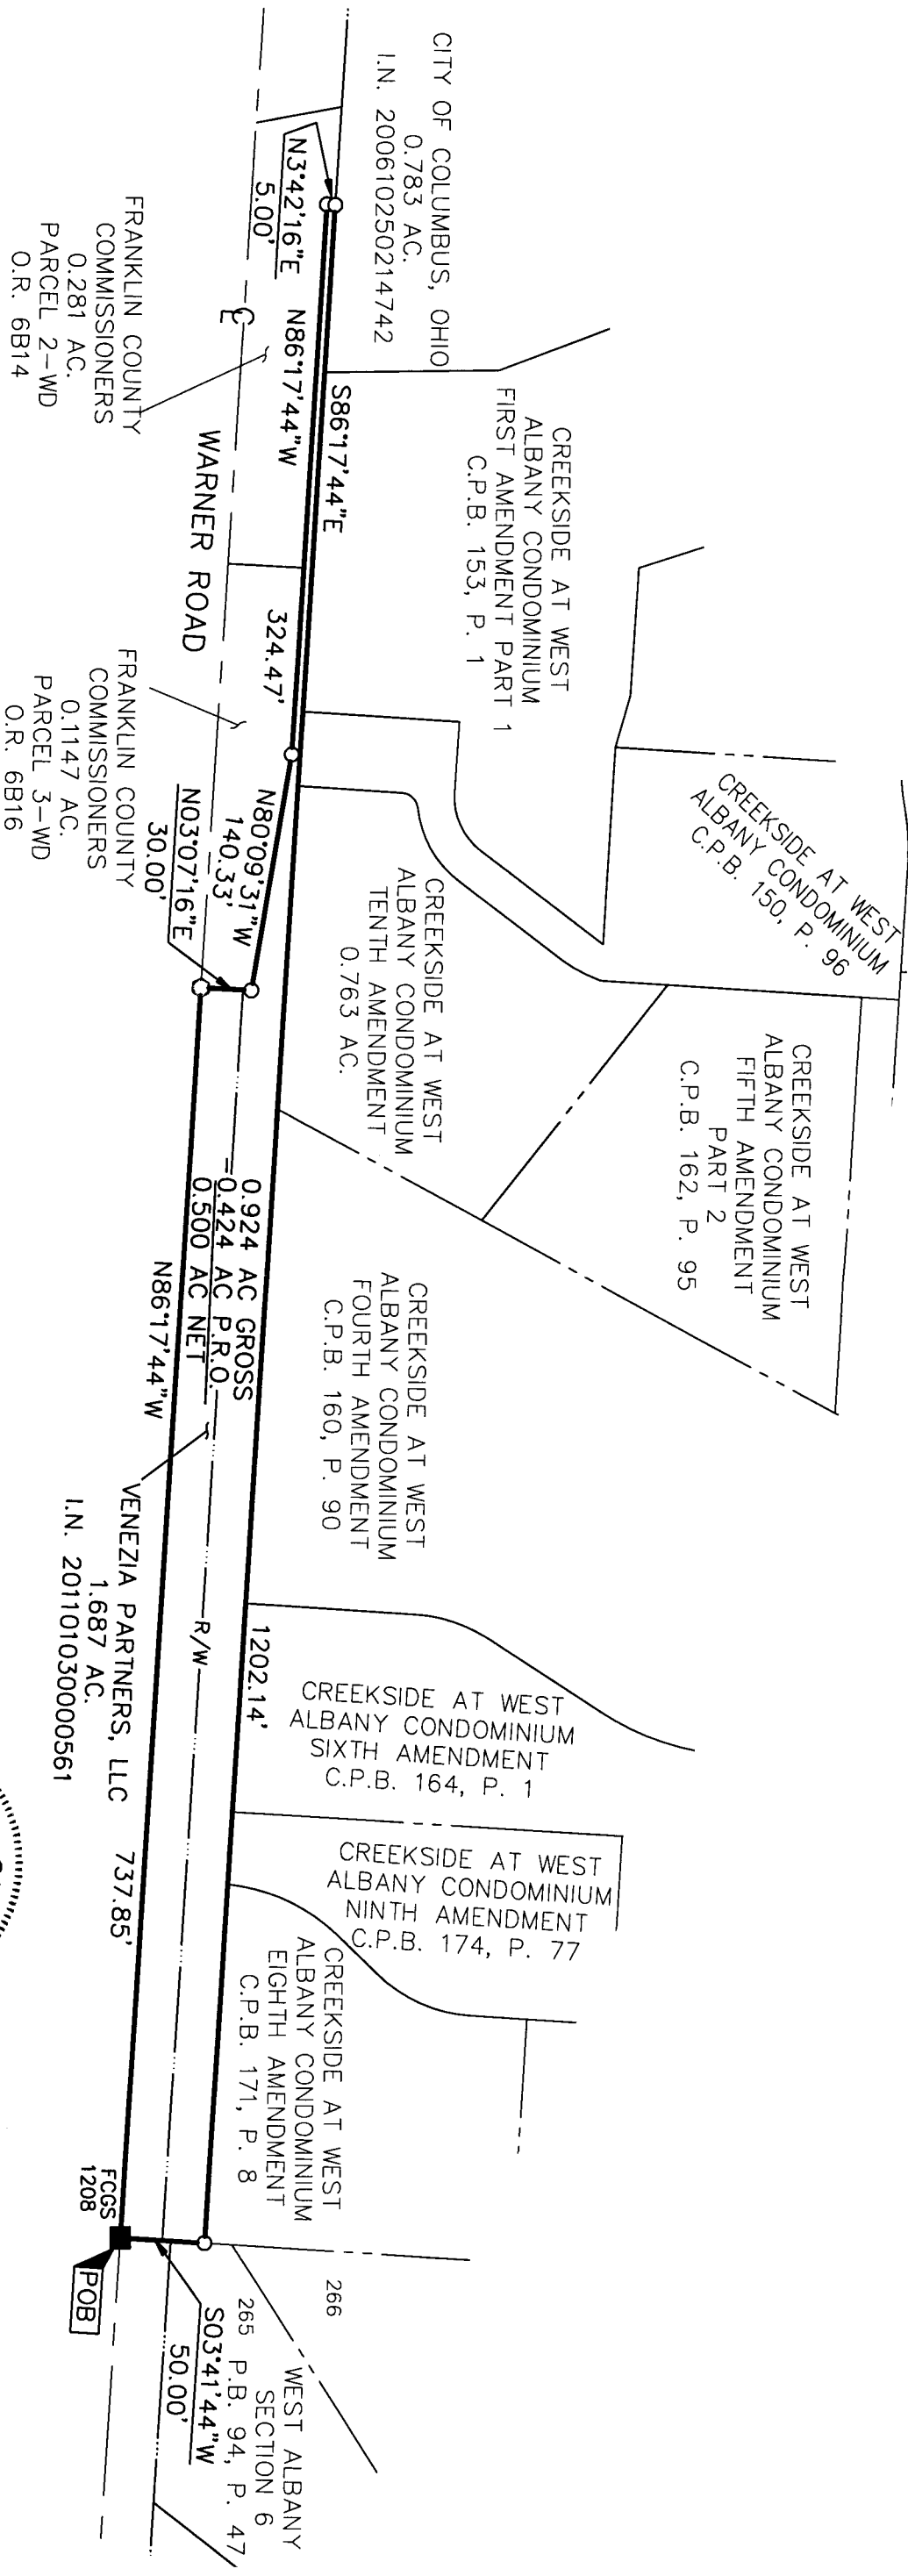 CITY OF COLUMBUS, OHIO
0.783 AC.
I.N. 200610250214742
N3°42'16"E
5.00'
N86°17'44"W
FRANKLIN COUNTY
COMMISSIONERS
0.281 AC.
PARCEL 2-WD
O.R. 6B14
CREEKSIDE AT WEST
ALBANY CONDOMINIUM
FIRST AMENDMENT PART 1
C.P.B. 153, P. 1
S86°17'44"E
WARNER ROAD
324.47'
FRANKLIN COUNTY
COMMISSIONERS
0.1147 AC.
PARCEL 3-WD
O.R. 6B16
CREEKSIDE AT WEST
ALBANY CONDOMINIUM
C.P.B. 150, P. 96
N80°09'31"W
140.33'
N03°07'16"E
30.00'
CREEKSIDE AT WEST
ALBANY CONDOMINIUM
TENTH AMENDMENT
0.763 AC.
CREEKSIDE AT WEST
ALBANY CONDOMINIUM
FIFTH AMENDMENT
PART 2
C.P.B. 162, P. 95
0.924 AC GROSS
-0.424 AC P.R.O.
0.500 AC NET
N86°17'44"W
CREEKSIDE AT WEST
ALBANY CONDOMINIUM
FOURTH AMENDMENT
C.P.B. 160, P. 90
VENEZIA PARTNERS, LLC
1.687 AC.
I.N. 201101030000561
R/W
1202.14'
CREEKSIDE AT WEST
ALBANY CONDOMINIUM
SIXTH AMENDMENT
C.P.B. 164, P. 1
737.85'
CREEKSIDE AT WEST
ALBANY CONDOMINIUM
NINTH AMENDMENT
C.P.B. 174, P. 77
CREEKSIDE AT WEST
ALBANY CONDOMINIUM
EIGHTH AMENDMENT
C.P.B. 171, P. 8
FCGS
1208
POB
266
265
S03°41'44"W
50.00'
WEST ALBANY
SECTION 6
P.B. 94, P. 47